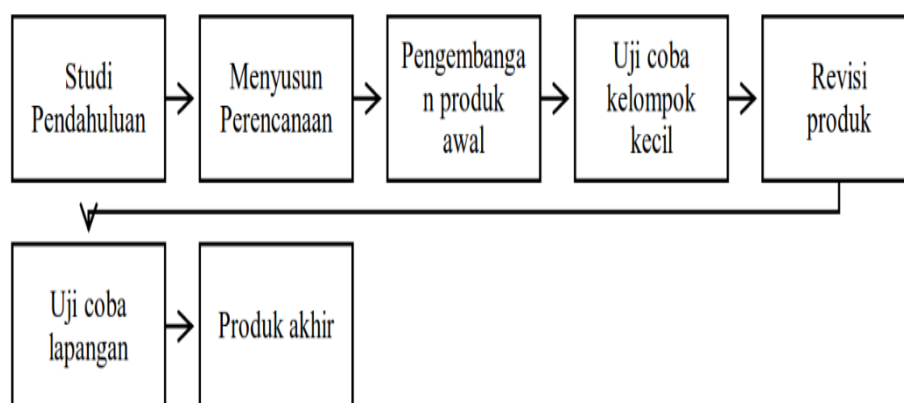 Studi
Pendahuluan
Menyusun
Perencanaan
Pengembanga
n produk
awal
Uji coba
kelompok
kecil
Revisi
produk
Uji coba
lapangan
Produk akhir